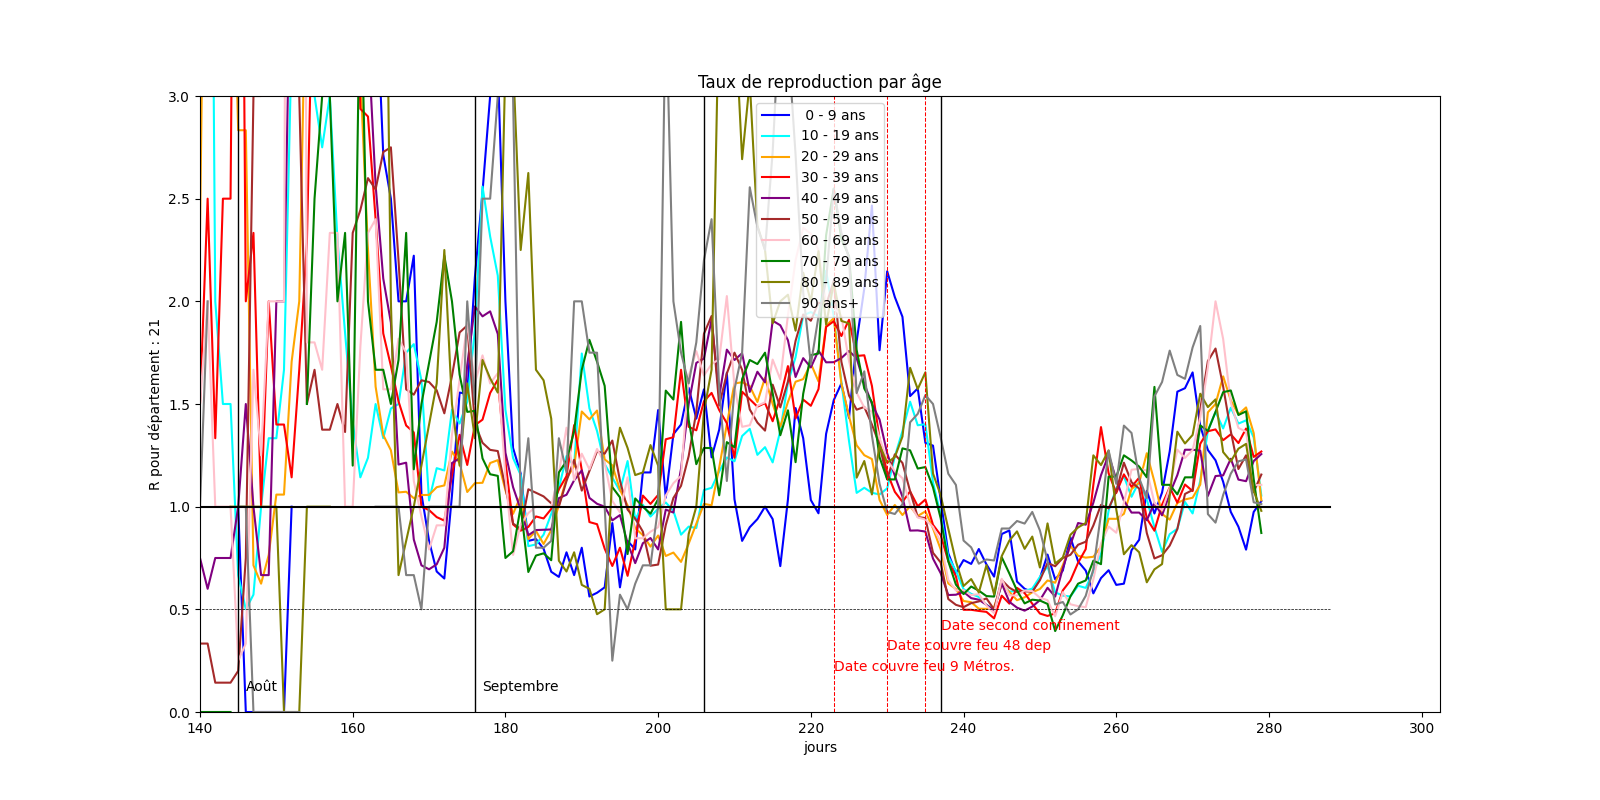 Taux de reproduction par âge
R pour département : 21
3.0
2.5
2.0
1.5
1.0
0.5
0.0
0 - 9 ans
10 - 19 ans
20 - 29 ans
30 - 39 ans
40 - 49 ans
50 - 59 ans
60 - 69 ans
70 - 79 ans
80 - 89 ans
90 ans+
Date second confinement
Date couvre feu 48 dep
Date couvre feu 9 Métros.
Août
Septembre
140 160 180 200 220 240 260 280 300
jours